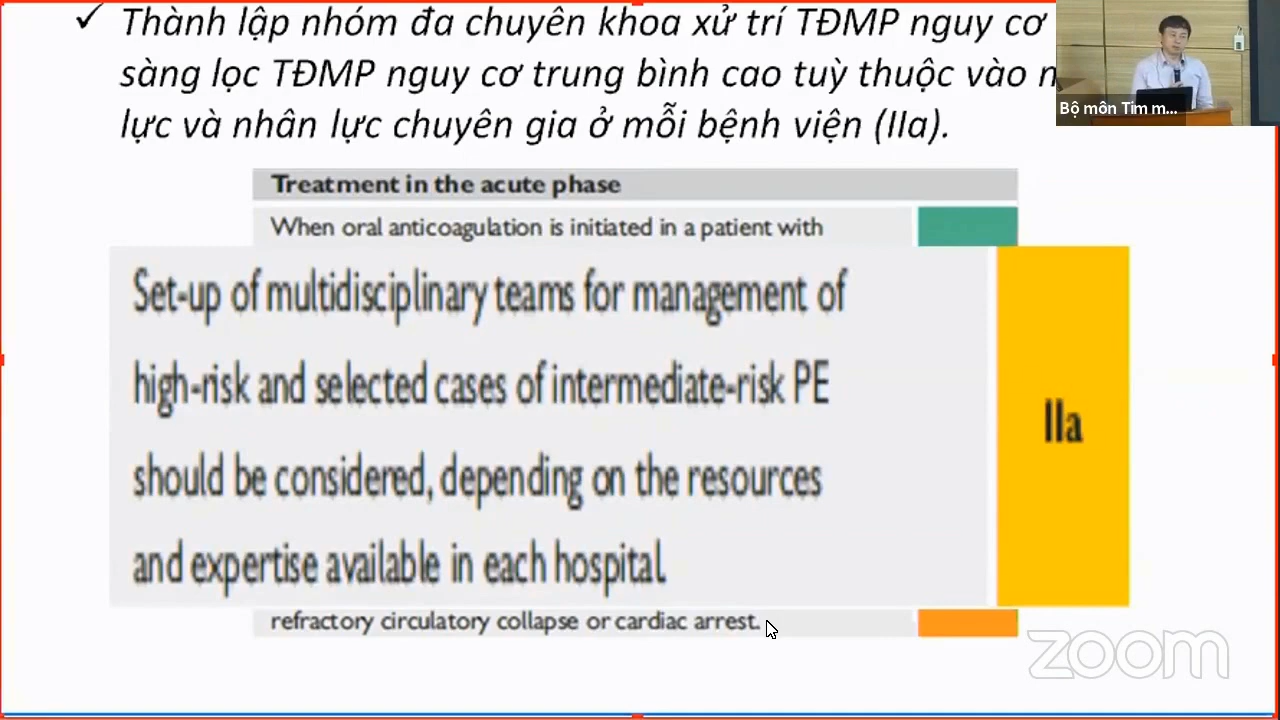 ✓ Thành lập nhóm đa chuyên khoa xử trí TĐMP nguy cơ
sàng lọc TĐMP nguy cơ trung bình cao tuỳ thuộc vào
lực và nhân lực chuyên gia ở mỗi bệnh viện (IIa).
Bộ môn Tim m...
Treatment in the acute phase
When oral anticoagulation is initiated in a patient with
Set-up of multidisciplinary teams for management of
high-risk and selected cases of intermediate-risk PE
should be considered, depending on the resources
and expertise available in each hospital.
IIa
refractory circulatory collapse or cardiac arrest.
zoom